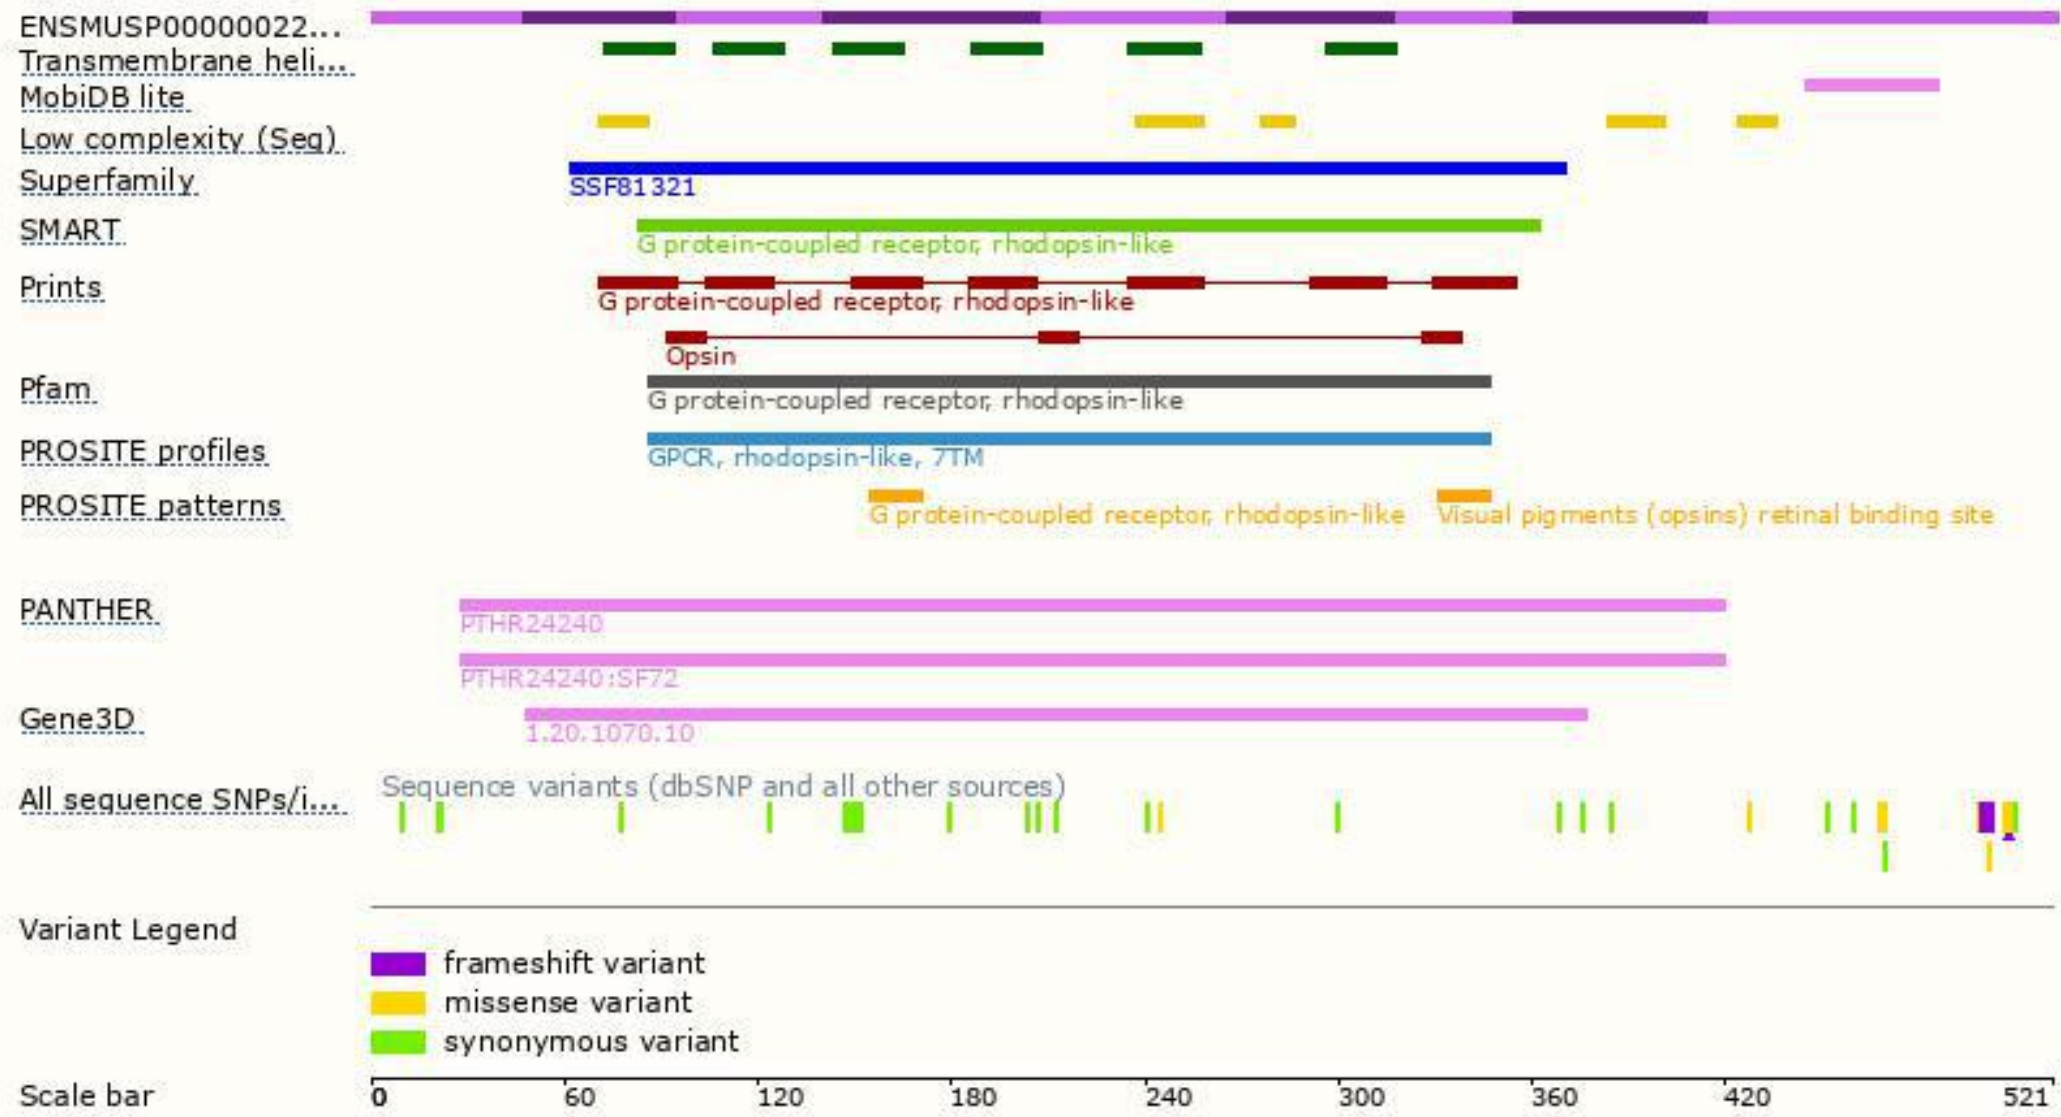 ENSMUSP00000022...
Transmembrane heli...
MobiDB lite
Low complexity (Seg)
Superfamily
SSF81321
SMART
G protein-coupled receptor, rhodopsin-like
Prints
G protein-coupled receptor, rhodopsin-like
Opsin
Pfam
G protein-coupled receptor, rhodopsin-like
PROSITE profiles
GPCR, rhodopsin-like, 7TM
PROSITE patterns
G protein-coupled receptor, rhodopsin-like Visual pigments (opsins) retinal binding site
PANTHER
PTHR24240
PTHR24240:SF72
Gene3D
1.20.1070.10
Sequence variants (dbSNP and all other sources)
All sequence SNPs/i...
Variant Legend
frameshift variant
missense variant
synonymous variant
Scale bar 0 60 120 180 240 300 360 420 521